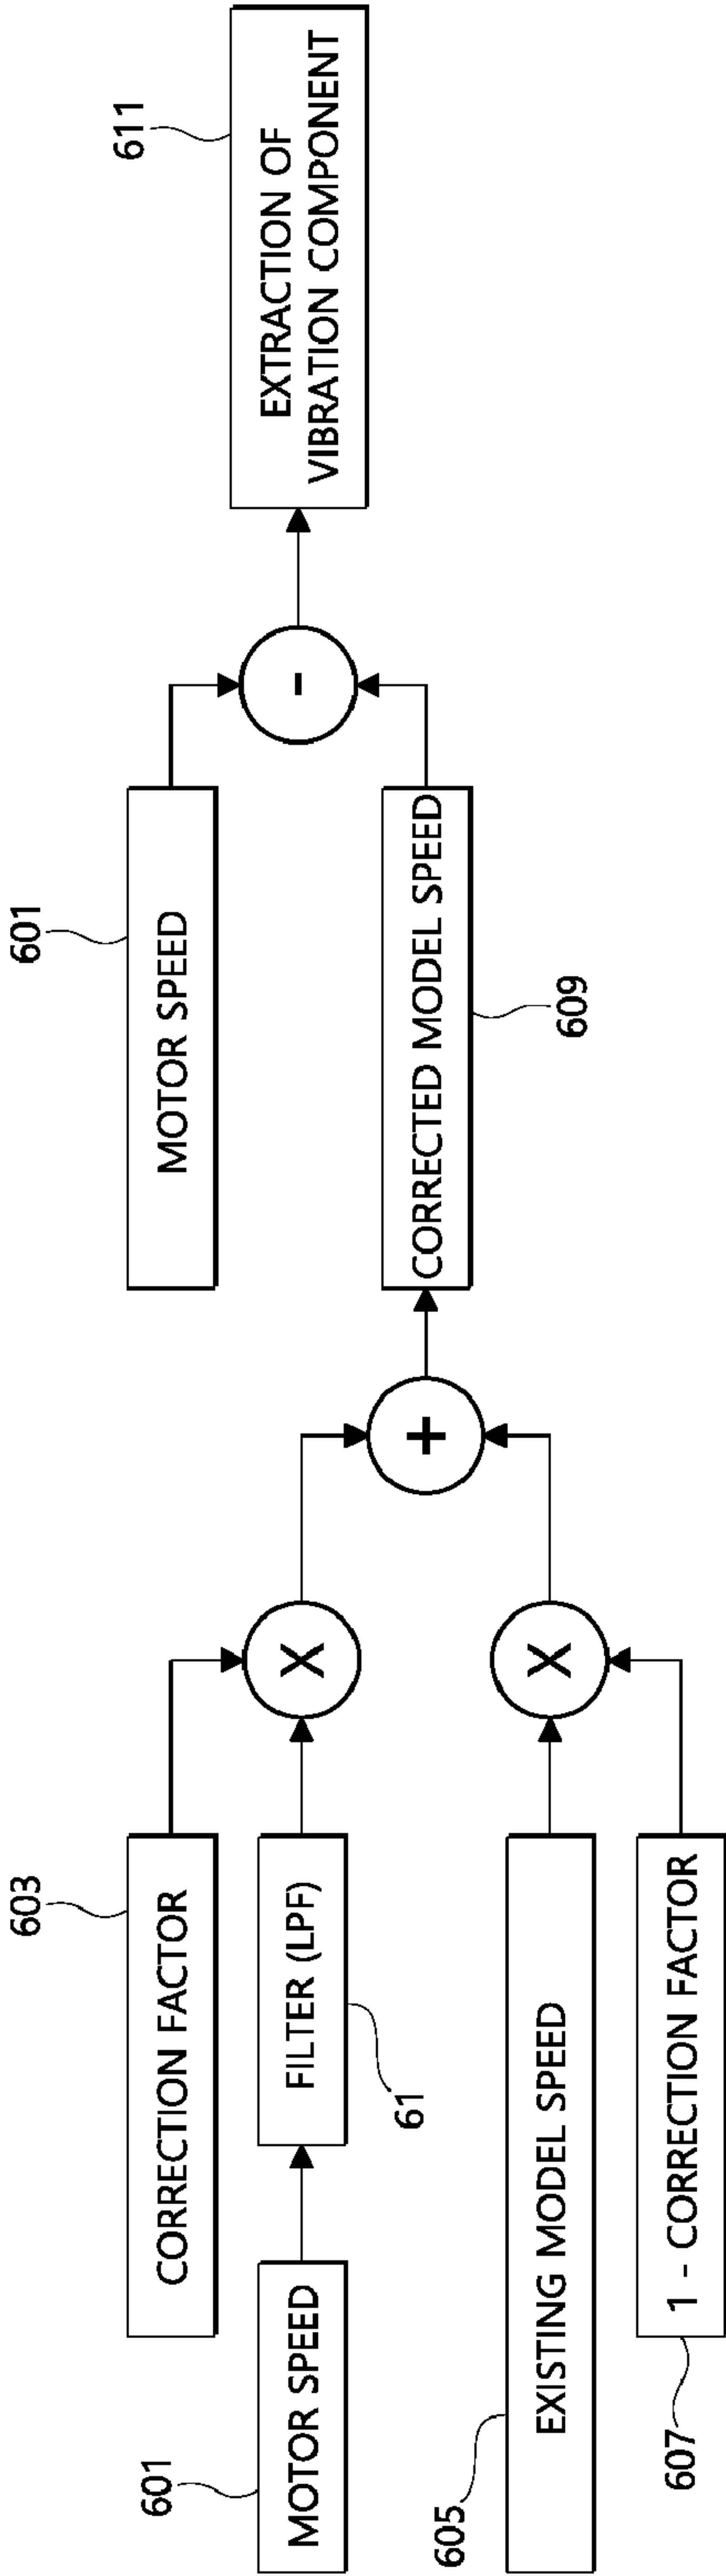 603
CORRECTION FACTOR
601
MOTOR SPEED
FILTER (LPF)
61
X
605
EXISTING MODEL SPEED
X
607
1 - CORRECTION FACTOR
+
601
MOTOR SPEED
CORRECTED MODEL SPEED
609
-
611
EXTRACTION OF
VIBRATION COMPONENT